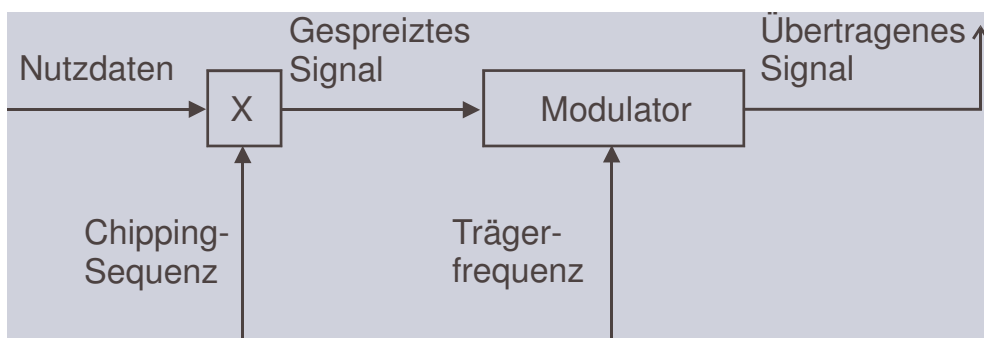 Nutzdaten
X
Gespreiztes
Signal
Modulator
Übertragenes
Signal
Chipping-
Sequenz
Träger-
frequenz